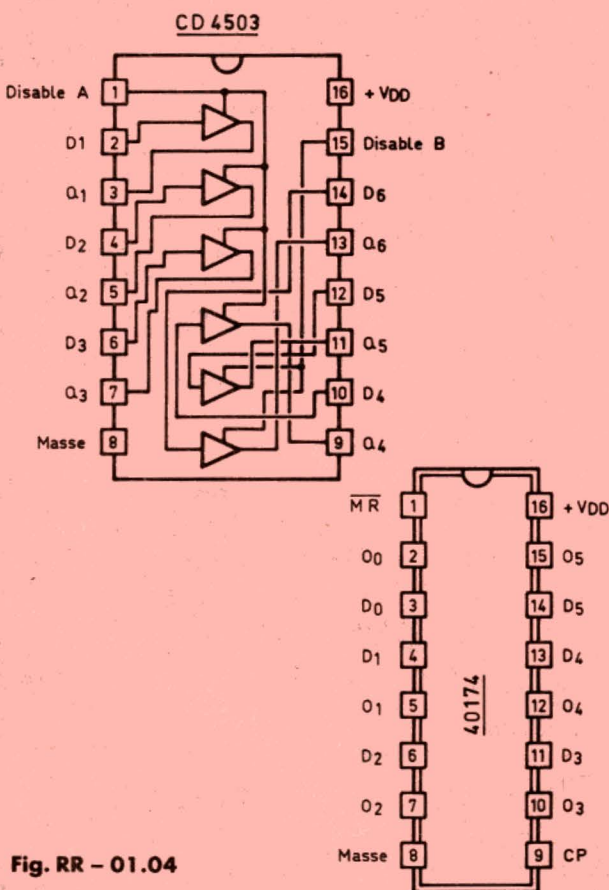 CD 4503
Disable A 1 16 + VDD
D1 2 15 Disable B
Q1 3 14 D6
D2 4 13 Q6
Q2 5 12 D5
D3 6 11 Q5
Q3 7 10 D4
Masse 8 9 Q4
MR 1 16 + VDD
O0 2 15 O5
D0 3 14 D5
D1 4 13 D4
O1 5 12 O4
D2 6 11 D3
O2 7 10 O3
Masse 8 9 CP
40174
Fig. RR – 01.04